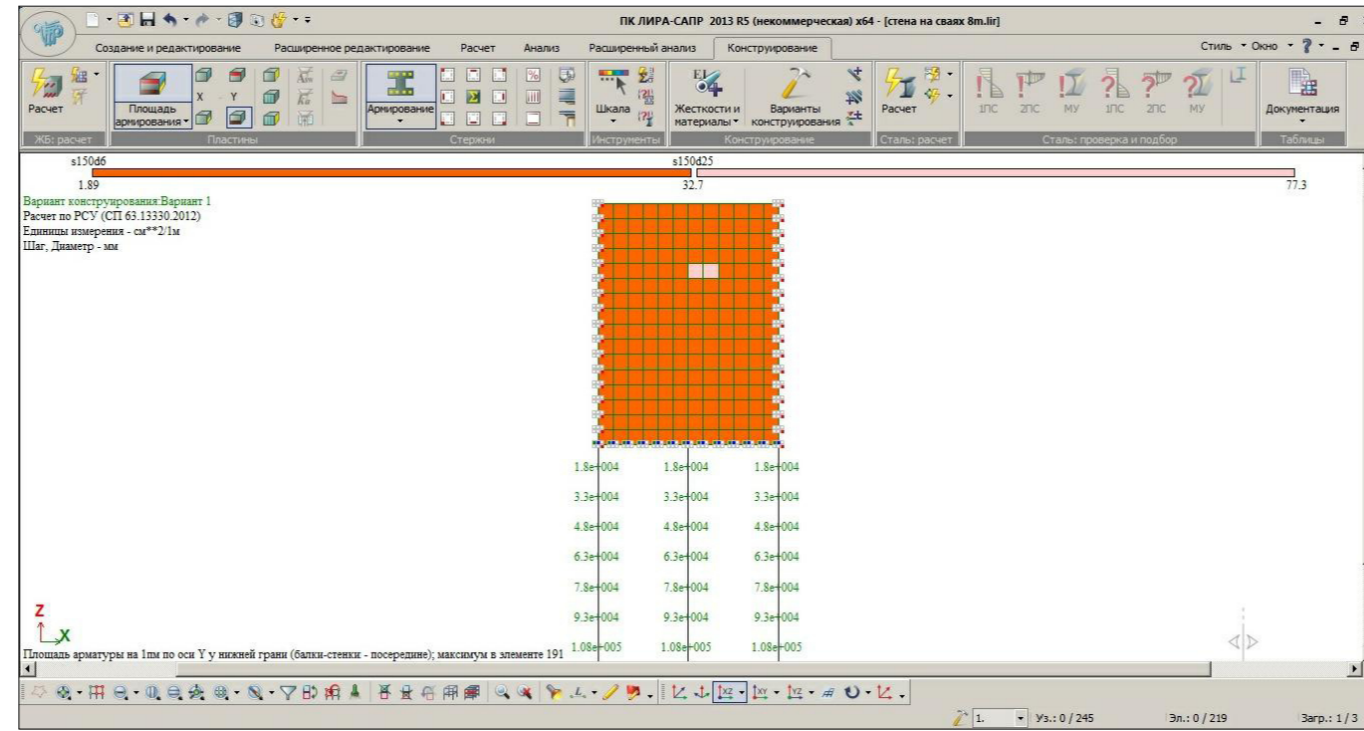 ПК ЛИРА-САПР 2013 R5 (некоммерческая) x64 - [стена на сваях 8m.lir]
Создание и редактирование Расширенное редактирование Расчет Анализ Расширенный анализ Конструирование Стиль Окно
Расчет Площадь армирования X Y Армирование Шкала Жесткости и материалы Варианты конструирования Расчет 1ПС 2ПС МУ 1ПС 2ПС МУ Документация
ЖБ: расчет Пластины Стержни Инструменты Конструирование Сталь: расчет Сталь: проверка и подбор Таблицы
s150d6 s150d25
1.89 32.7 77.3
Вариант конструирования:Вариант 1
Расчет по РСУ (СП 63.13330.2012)
Единицы измерения - см**2/1м
Шаг, Диаметр - мм
1.8e+004 1.8e+004 1.8e+004
3.3e+004 3.3e+004 3.3e+004
4.8e+004 4.8e+004 4.8e+004
6.3e+004 6.3e+004 6.3e+004
7.8e+004 7.8e+004 7.8e+004
9.3e+004 9.3e+004 9.3e+004
1.08e+005 1.08e+005 1.08e+005
Z
X
Площадь арматуры на 1пм по оси Y у нижней грани (балки-стенки - посередине); максимум в элементе 191
XZ XY YZ
1. Уз.: 0 / 245 Эл.: 0 / 219 Загр.: 1 / 3